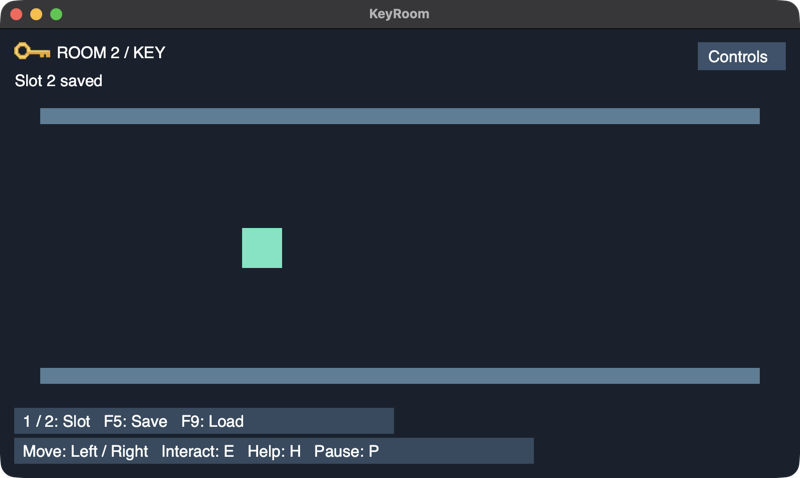 KeyRoom
ROOM 2 / KEY
Controls
Slot 2 saved
1 / 2: Slot   F5: Save   F9: Load
Move: Left / Right   Interact: E   Help: H   Pause: P